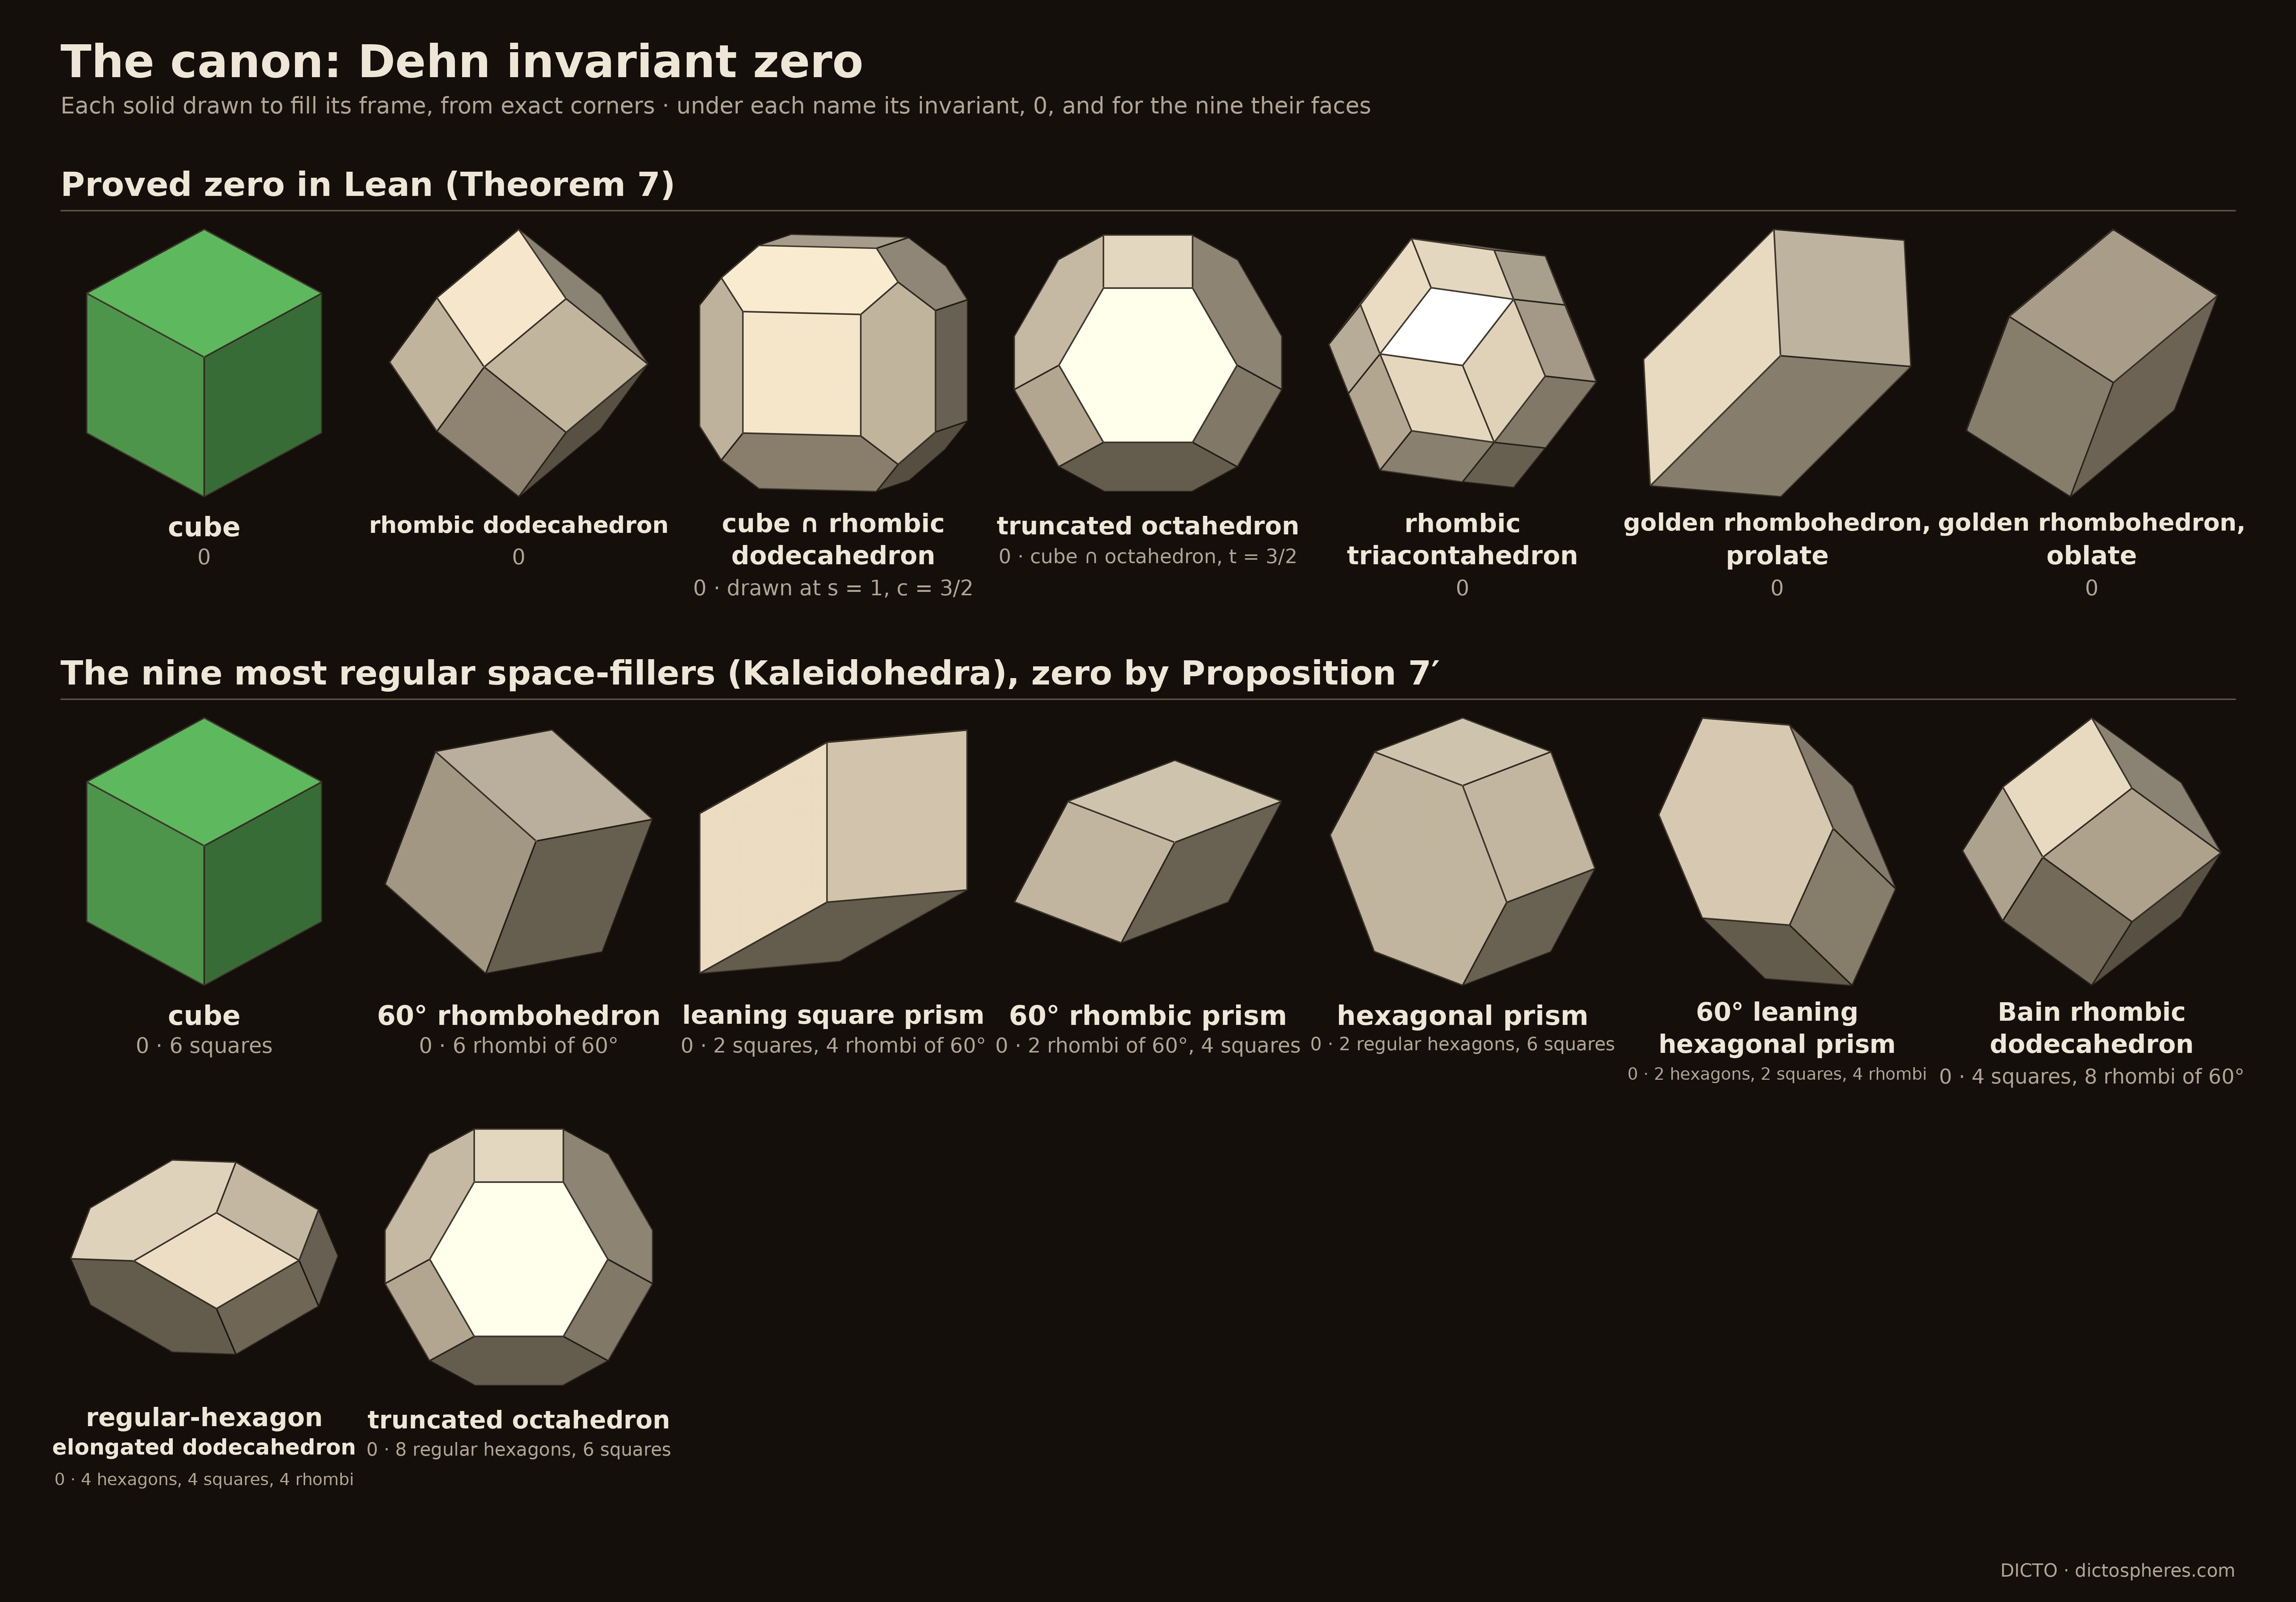 The canon: Dehn invariant zero
Each solid drawn to fill its frame, from exact corners · under each name its invariant, 0, and for the nine their faces
Proved zero in Lean (Theorem 7)
cube
0
rhombic dodecahedron
0
cube ∩ rhombic
dodecahedron
0 · drawn at s = 1, c = 3/2
truncated octahedron
0 · cube ∩ octahedron, t = 3/2
rhombic
triacontahedron
0
golden rhombohedron,
prolate
0
golden rhombohedron,
oblate
0
The nine most regular space-fillers (Kaleidohedra), zero by Proposition 7′
cube
0 · 6 squares
60° rhombohedron
0 · 6 rhombi of 60°
leaning square prism
0 · 2 squares, 4 rhombi of 60°
60° rhombic prism
0 · 2 rhombi of 60°, 4 squares
hexagonal prism
0 · 2 regular hexagons, 6 squares
60° leaning
hexagonal prism
0 · 2 hexagons, 2 squares, 4 rhombi
Bain rhombic
dodecahedron
0 · 4 squares, 8 rhombi of 60°
regular-hexagon
elongated dodecahedron
0 · 4 hexagons, 4 squares, 4 rhombi
truncated octahedron
0 · 8 regular hexagons, 6 squares
DICTO · dictospheres.com